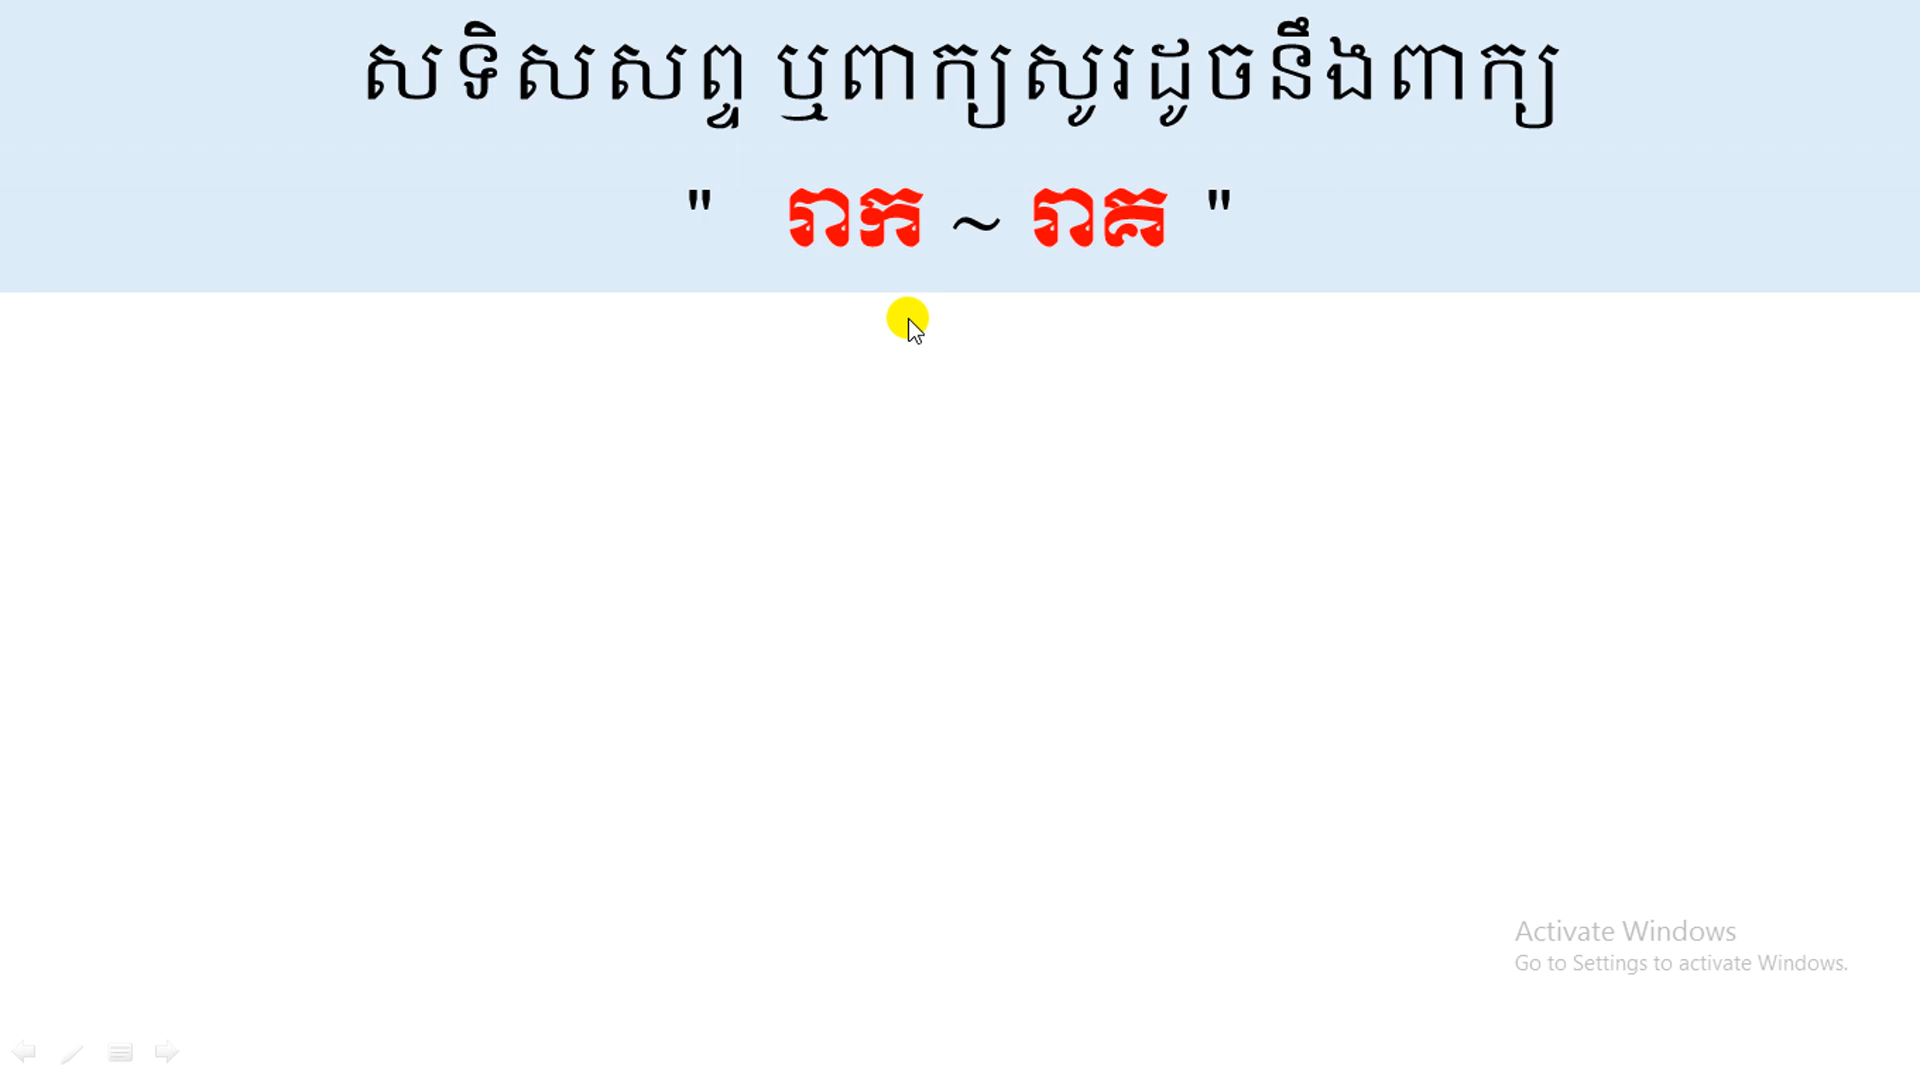 សទិសសព្ទ ឬពាក្យសូរដូចនឹងពាក្យ
" រាក ~ រាគ "
Activate Windows
Go to Settings to activate Windows.